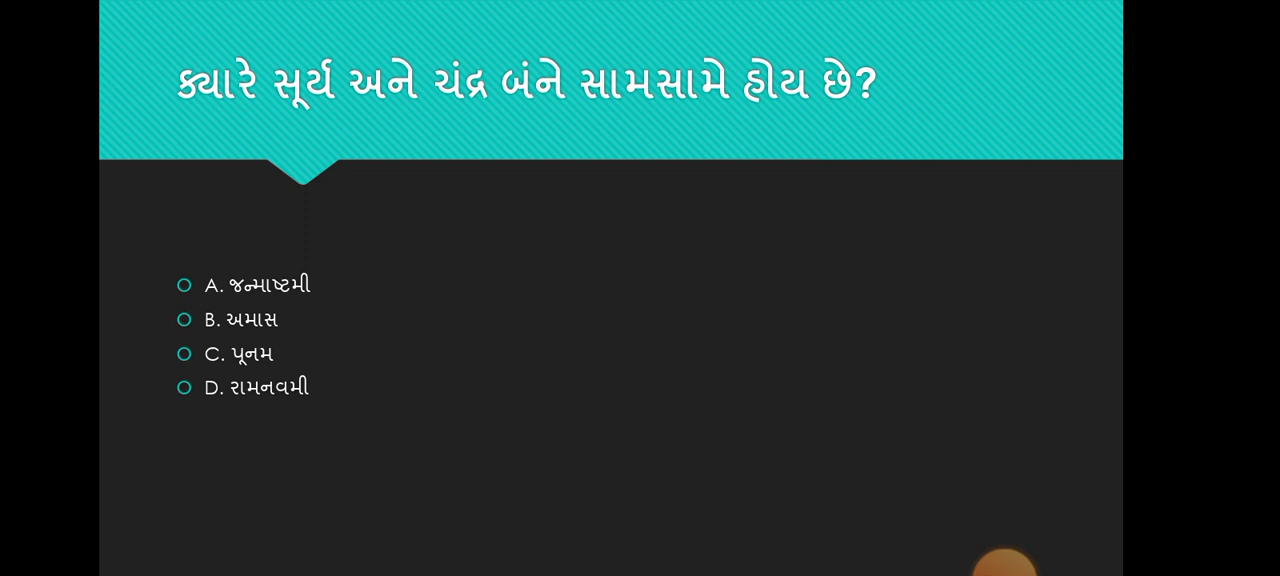 ક્યારે સૂર્ય અને ચંદ્ર બંને સામસામે હોય છે?
A. જન્માષ્ટમી
B. અમાસ
C. પૂનમ
D. રામનવમી